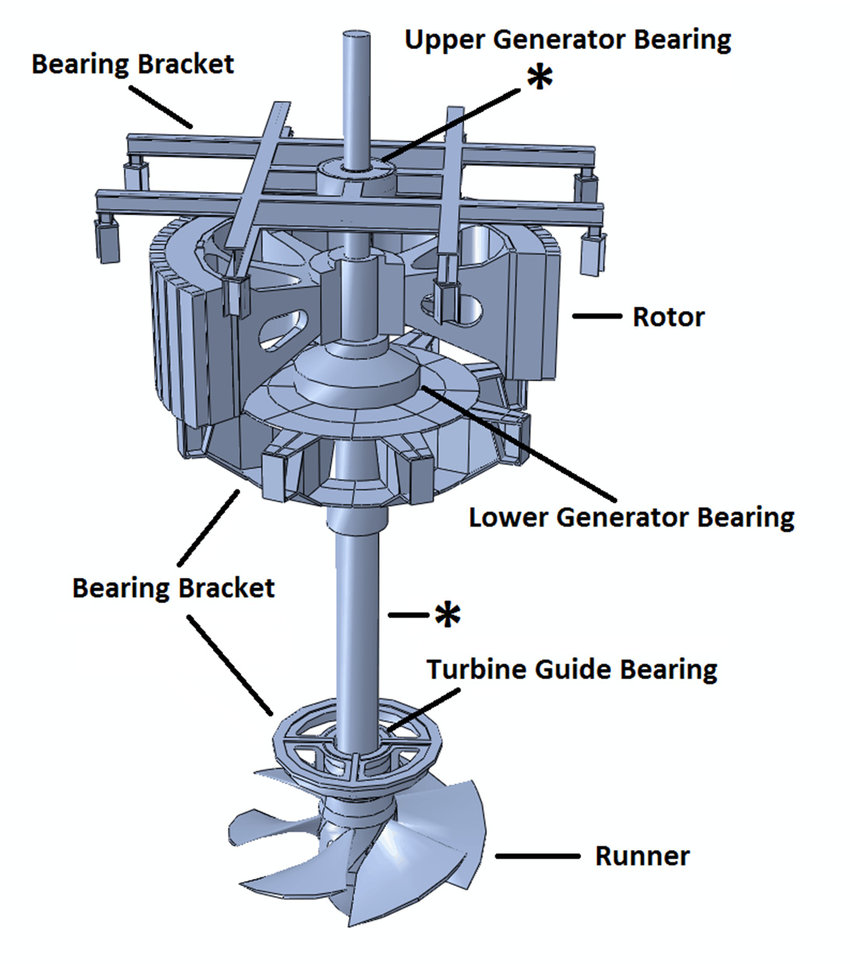 Upper Generator Bearing
*
Bearing Bracket
Rotor
Lower Generator Bearing
Bearing Bracket
*
Turbine Guide Bearing
Runner